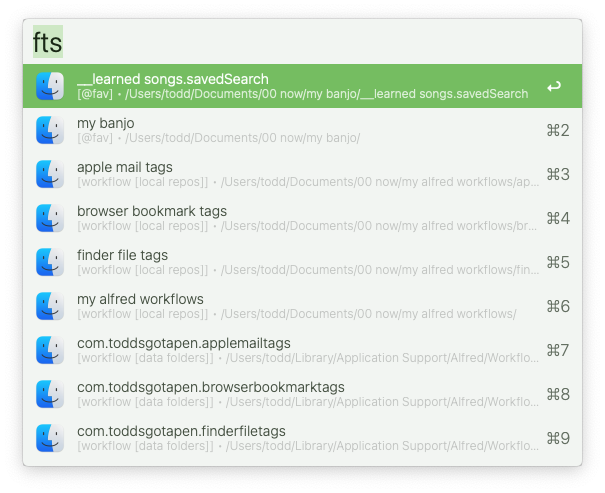 fts
__learned songs.savedSearch
↩
[@fav] • /Users/todd/Documents/00 now/my banjo/__learned songs.savedSearch
my banjo
⌘2
[@fav] • /Users/todd/Documents/00 now/my banjo/
apple mail tags
⌘3
[workflow [local repos]] • /Users/todd/Documents/00 now/my alfred workflows/ap...
browser bookmark tags
⌘4
[workflow [local repos]] • /Users/todd/Documents/00 now/my alfred workflows/br...
finder file tags
⌘5
[workflow [local repos]] • /Users/todd/Documents/00 now/my alfred workflows/fin...
my alfred workflows
⌘6
[workflow [local repos]] • /Users/todd/Documents/00 now/my alfred workflows/
com.toddsgotapen.applemailtags
⌘7
[workflow [data folders]] • /Users/todd/Library/Application Support/Alfred/Workflo...
com.toddsgotapen.browserbookmarktags
⌘8
[workflow [data folders]] • /Users/todd/Library/Application Support/Alfred/Workflo...
com.toddsgotapen.finderfiletags
⌘9
[workflow [data folders]] • /Users/todd/Library/Application Support/Alfred/Workflo...